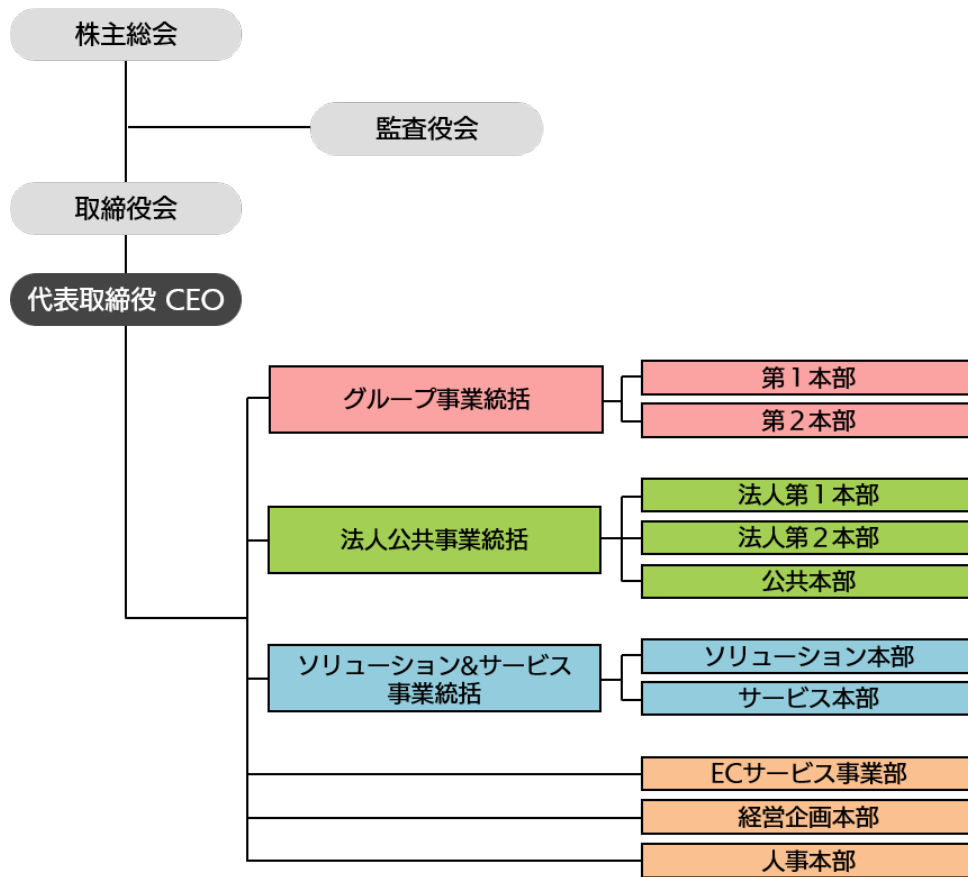 株主総会
監査役会
取締役会
代表取締役 CEO
グループ事業統括
第１本部
第２本部
法人公共事業統括
法人第１本部
法人第２本部
公共本部
ソリューション&サービス
事業統括
ソリューション本部
サービス本部
ECサービス事業部
経営企画本部
人事本部